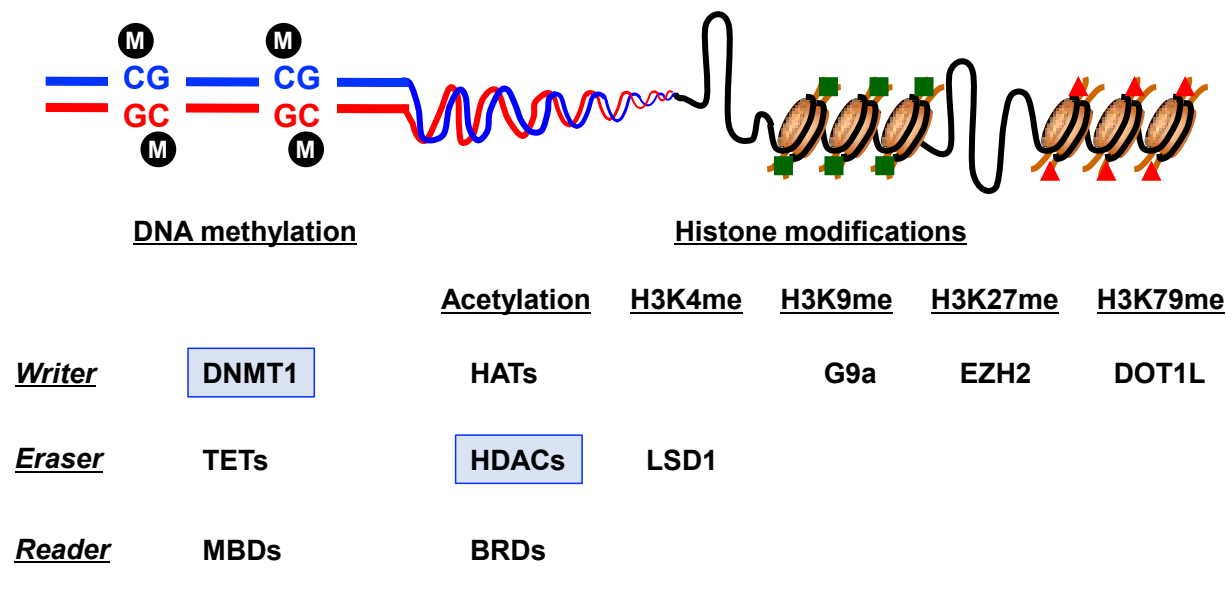 M M
CG CG
GC GC
M M
DNA methylation Histone modifications
Acetylation H3K4me H3K9me H3K27me H3K79me
Writer DNMT1 HATs G9a EZH2 DOT1L
Eraser TETs HDACs LSD1
Reader MBDs BRDs